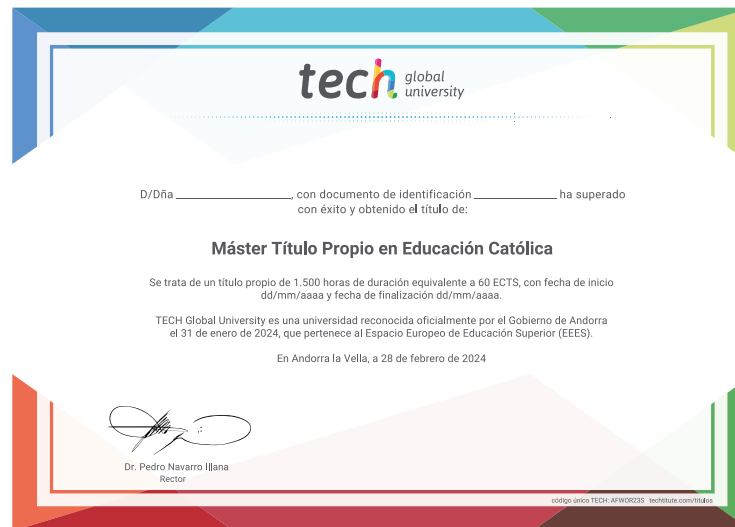 tech global university
D/Dña ____________________, con documento de identificación ______________ ha superado
con éxito y obtenido el título de:
Máster Título Propio en Educación Católica
Se trata de un título propio de 1.500 horas de duración equivalente a 60 ECTS, con fecha de inicio
dd/mm/aaaa y fecha de finalización dd/mm/aaaa.
TECH Global University es una universidad reconocida oficialmente por el Gobierno de Andorra
el 31 de enero de 2024, que pertenece al Espacio Europeo de Educación Superior (EEES).
En Andorra la Vella, a 28 de febrero de 2024
Dr. Pedro Navarro Illana
Rector
código único TECH: AFWOR23S techtitute.com/titulos